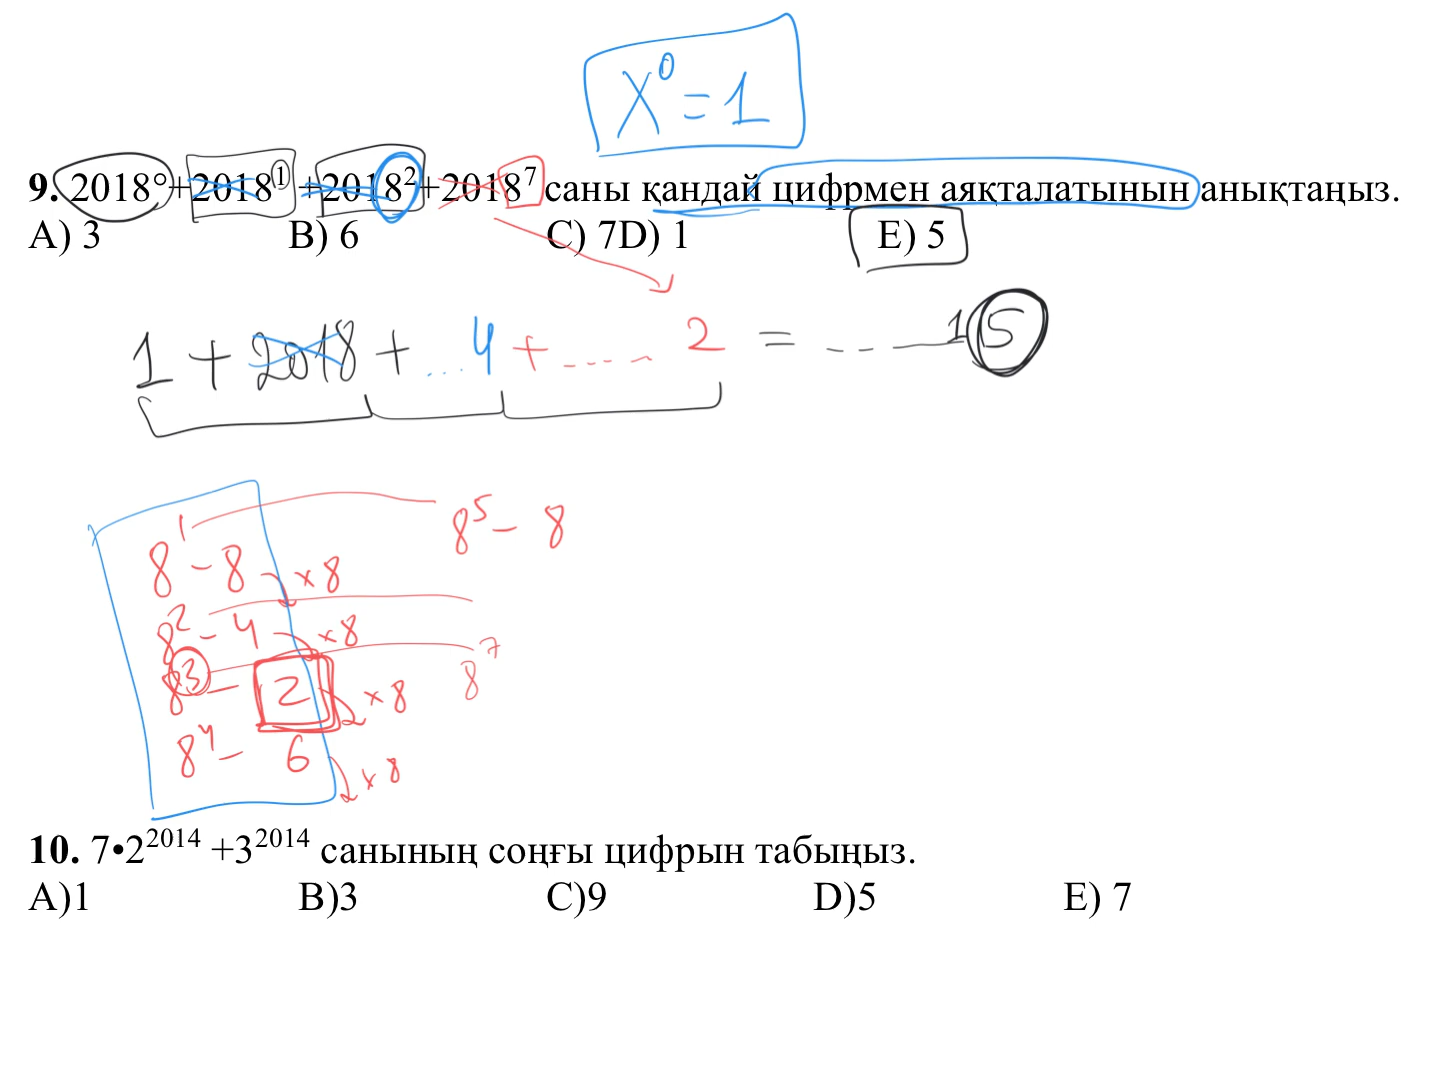 x⁰ = 1
9. 2018°+2018¹ +2018²+2018⁷ саны қандай цифрмен аяқталатынын анықтаңыз.
A) 3 B) 6 C) 7D) 1 E) 5
1 + 2018 + ...4 + ..... 2 = - - — 15
8¹ - 8 x 8 8⁵ - 8
8² - 4 x 8
8³ - 2 x 8 8⁷
8⁴ - 6 x 8
10. 7•2²⁰¹⁴ +3²⁰¹⁴ санының соңғы цифрын табыңыз.
A)1 B)3 C)9 D)5 E) 7